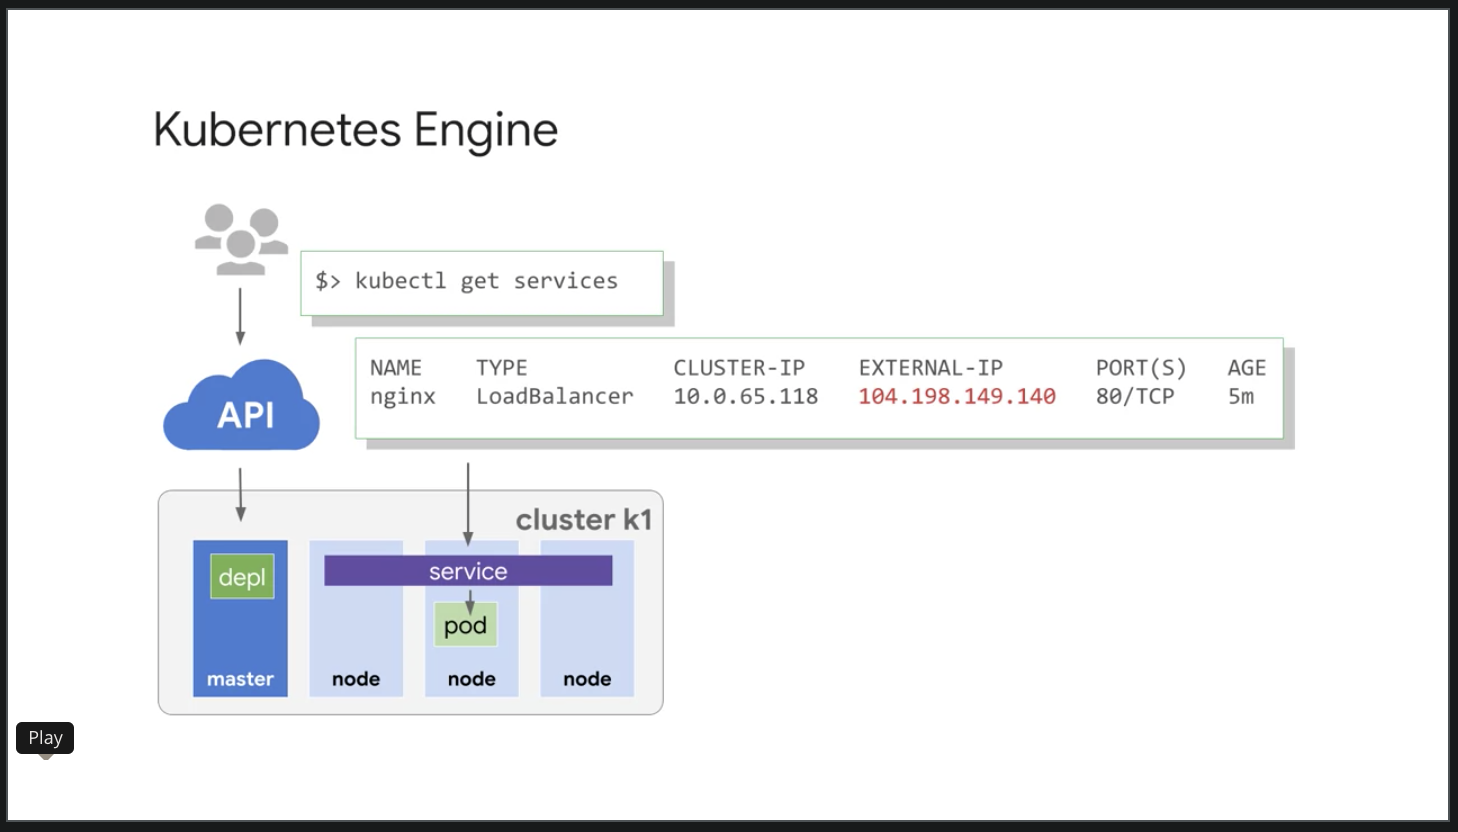 Kubernetes Engine
$> kubectl get services
NAME TYPE CLUSTER-IP EXTERNAL-IP PORT(S) AGE
nginx LoadBalancer 10.0.65.118 104.198.149.140 80/TCP 5m
API
cluster k1
depl
service
pod
master
node
node
node
Play